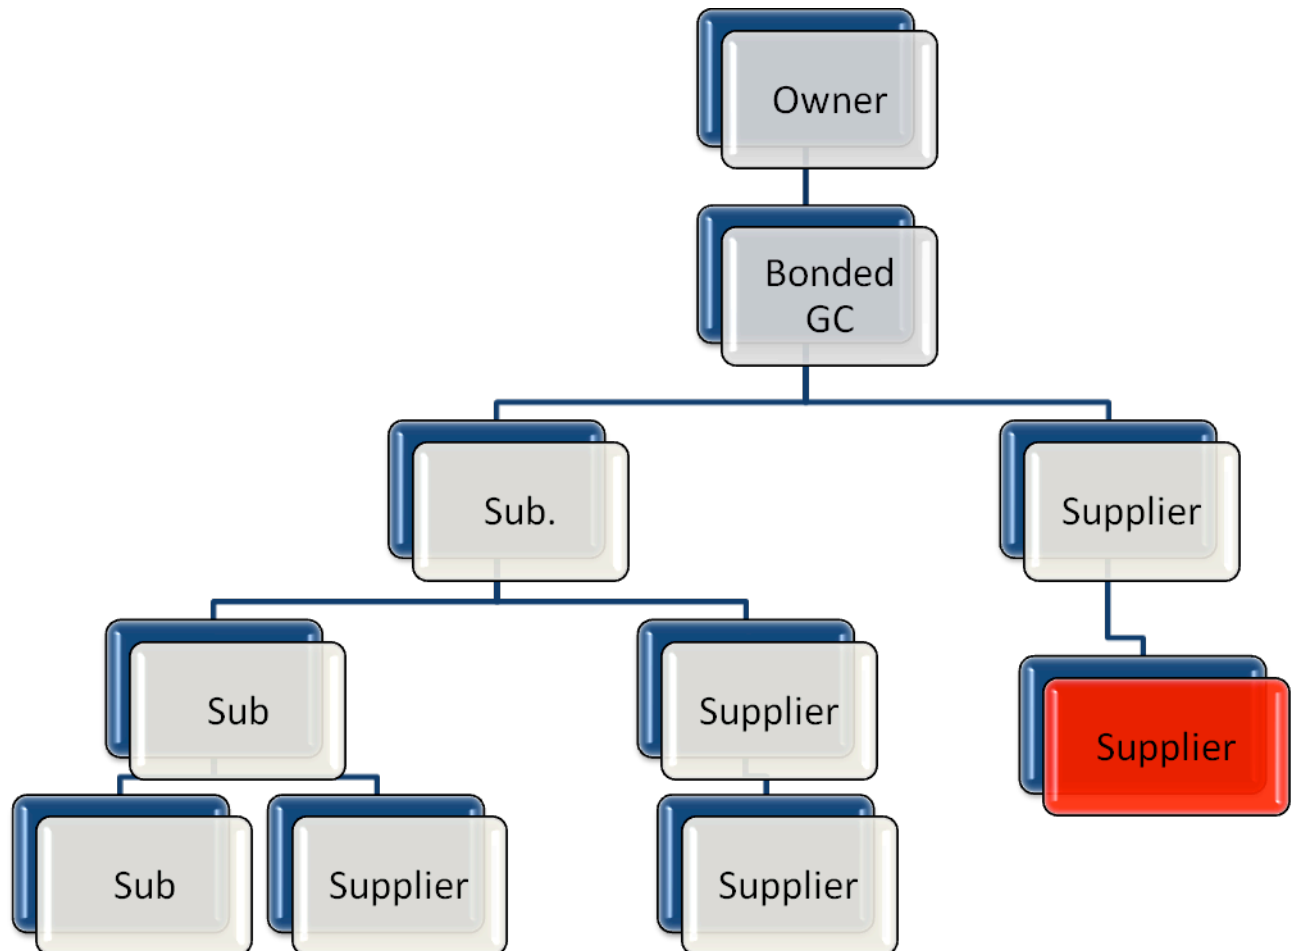 Owner
Bonded
GC
Sub.
Supplier
Sub
Supplier
Supplier
Sub
Supplier
Supplier